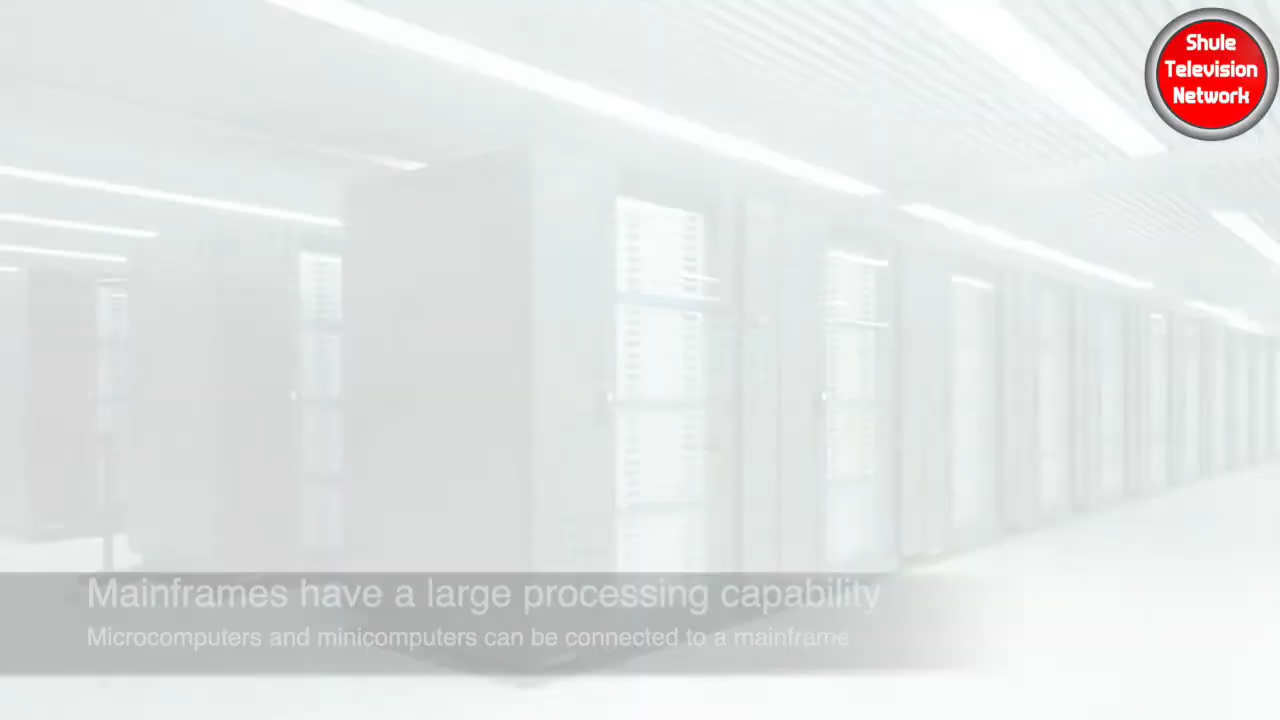 Shule
Television
Network
Mainframes have a large processing capability
Microcomputers and minicomputers can be connected to a mainframe